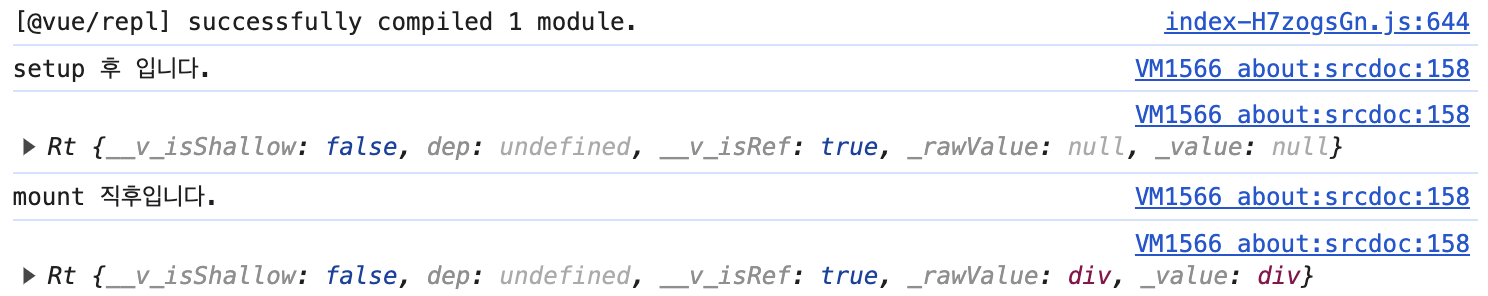 [@vue/repl] successfully compiled 1 module. index-H7zogsGn.js:644
setup 후 입니다. VM1566 about:srcdoc:158
VM1566 about:srcdoc:158
▶ Rt {__v_isShallow: false, dep: undefined, __v_isRef: true, _rawValue: null, _value: null}
mount 직후입니다. VM1566 about:srcdoc:158
VM1566 about:srcdoc:158
▶ Rt {__v_isShallow: false, dep: undefined, __v_isRef: true, _rawValue: div, _value: div}